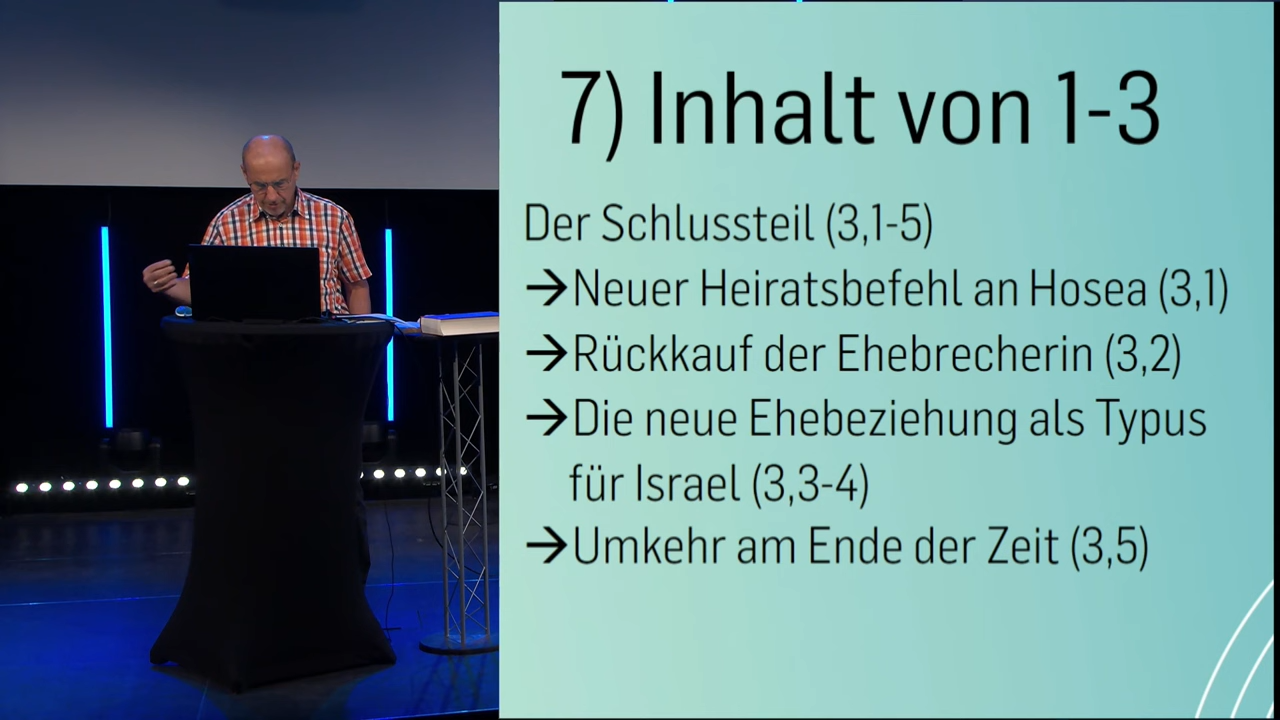 7) Inhalt von 1-3
Der Schlussteil (3,1-5)
→Neuer Heiratsbefehl an Hosea (3,1)
→Rückkauf der Ehebrecherin (3,2)
→Die neue Ehebeziehung als Typus
für Israel (3,3-4)
→Umkehr am Ende der Zeit (3,5)